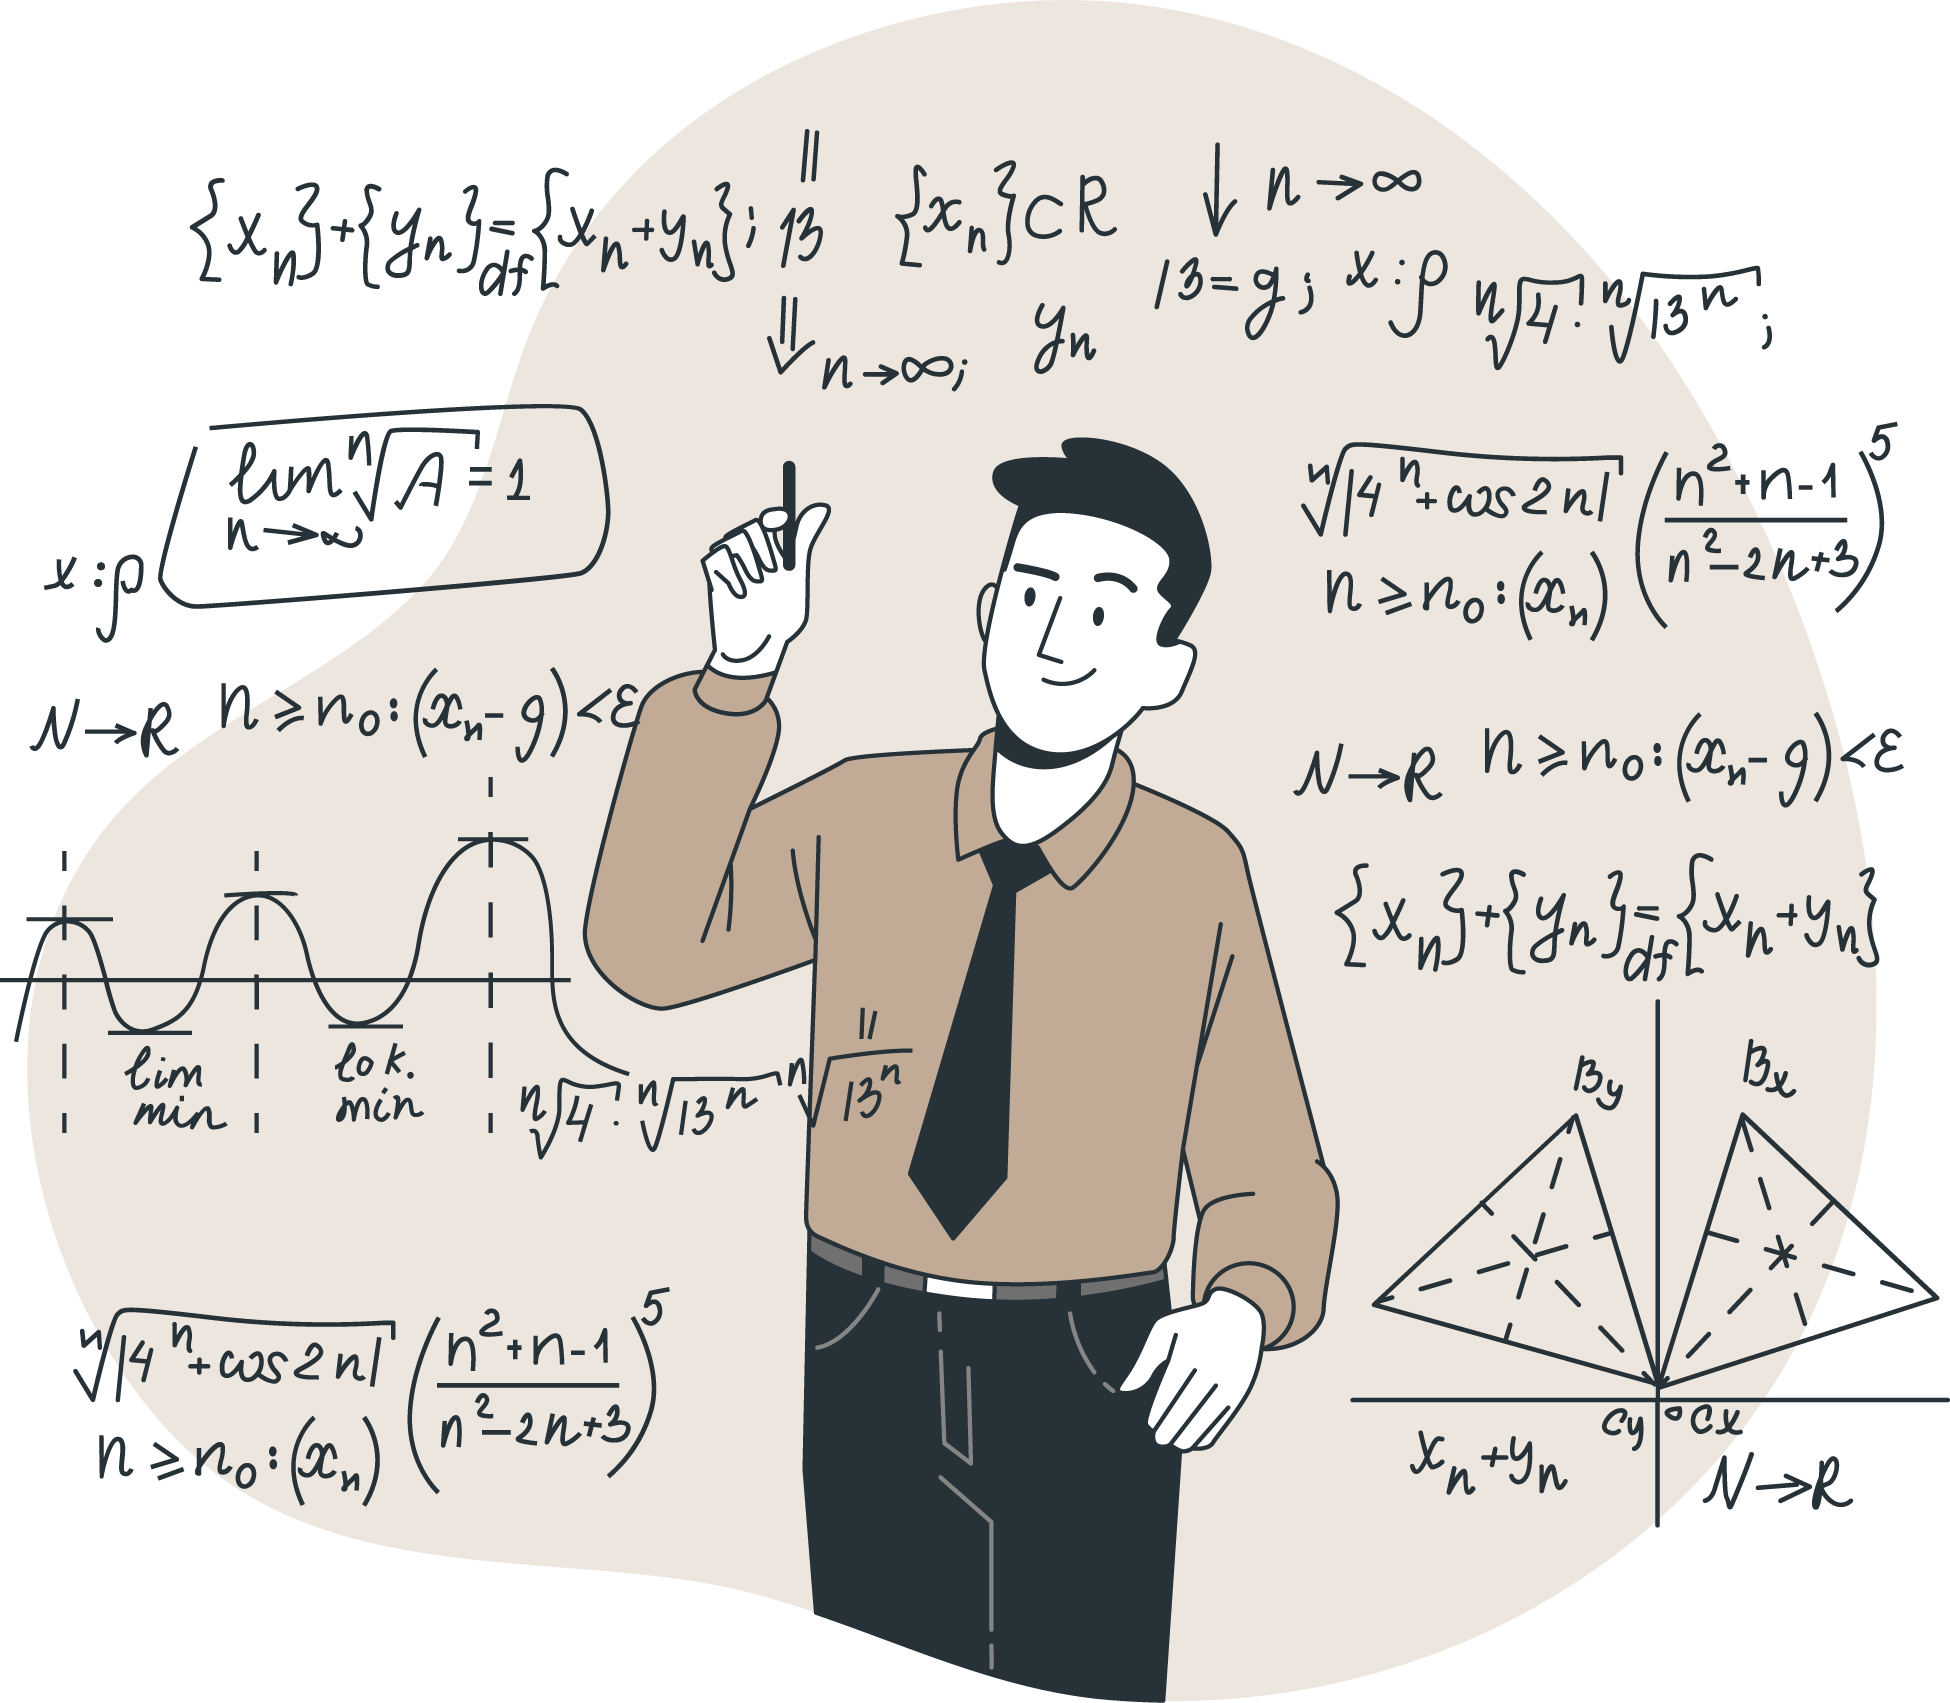 {xₙ}+{yₙ}=df{xₙ+yₙ}; 13
n→∞;
{xₙ}⊂R
yₙ
n→∞
13=g; x:ρ ⁿ√4! ⁿ√13ⁿ;
lim ⁿ√A = 1
n→∞
x:ρ
N→R n≥n₀:(xₙ-g)<ε
lim min
lok. min
ⁿ√4! ⁿ√13ⁿ ⁿ√13ⁿ
ⁿ√|4ⁿ+cos2n| ((n²+n-1)/(n²-2n+3))⁵
n≥n₀:(xₙ)
ⁿ√|4ⁿ+cos2n| ((n²+n-1)/(n²-2n+3))⁵
n≥n₀:(xₙ)
N→R n≥n₀:(xₙ-g)<ε
{xₙ}+{yₙ}=df{xₙ+yₙ}
By Bx
Cy Cx
xₙ+yₙ N→R